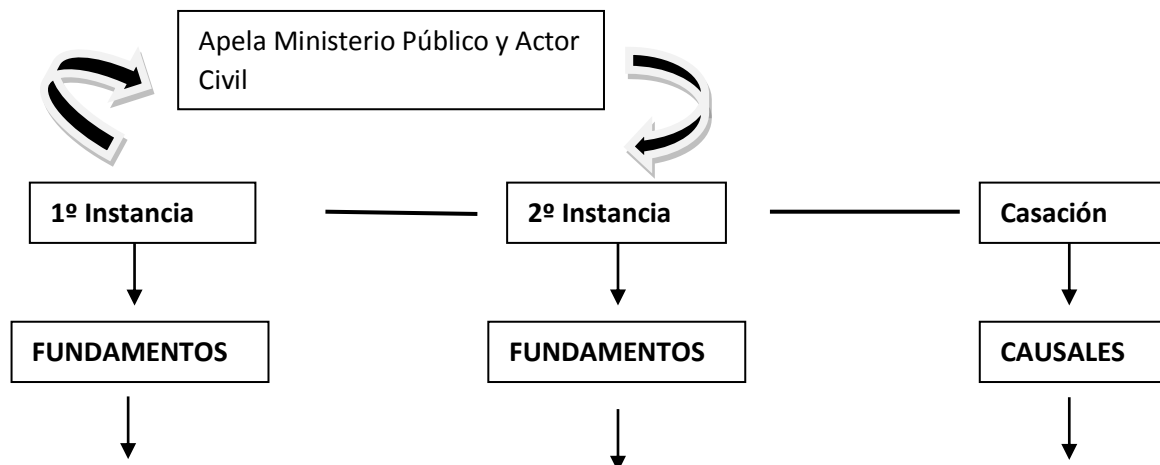 Apela Ministerio Público y Actor
Civil
1º Instancia
2º Instancia
Casación
FUNDAMENTOS
FUNDAMENTOS
CAUSALES